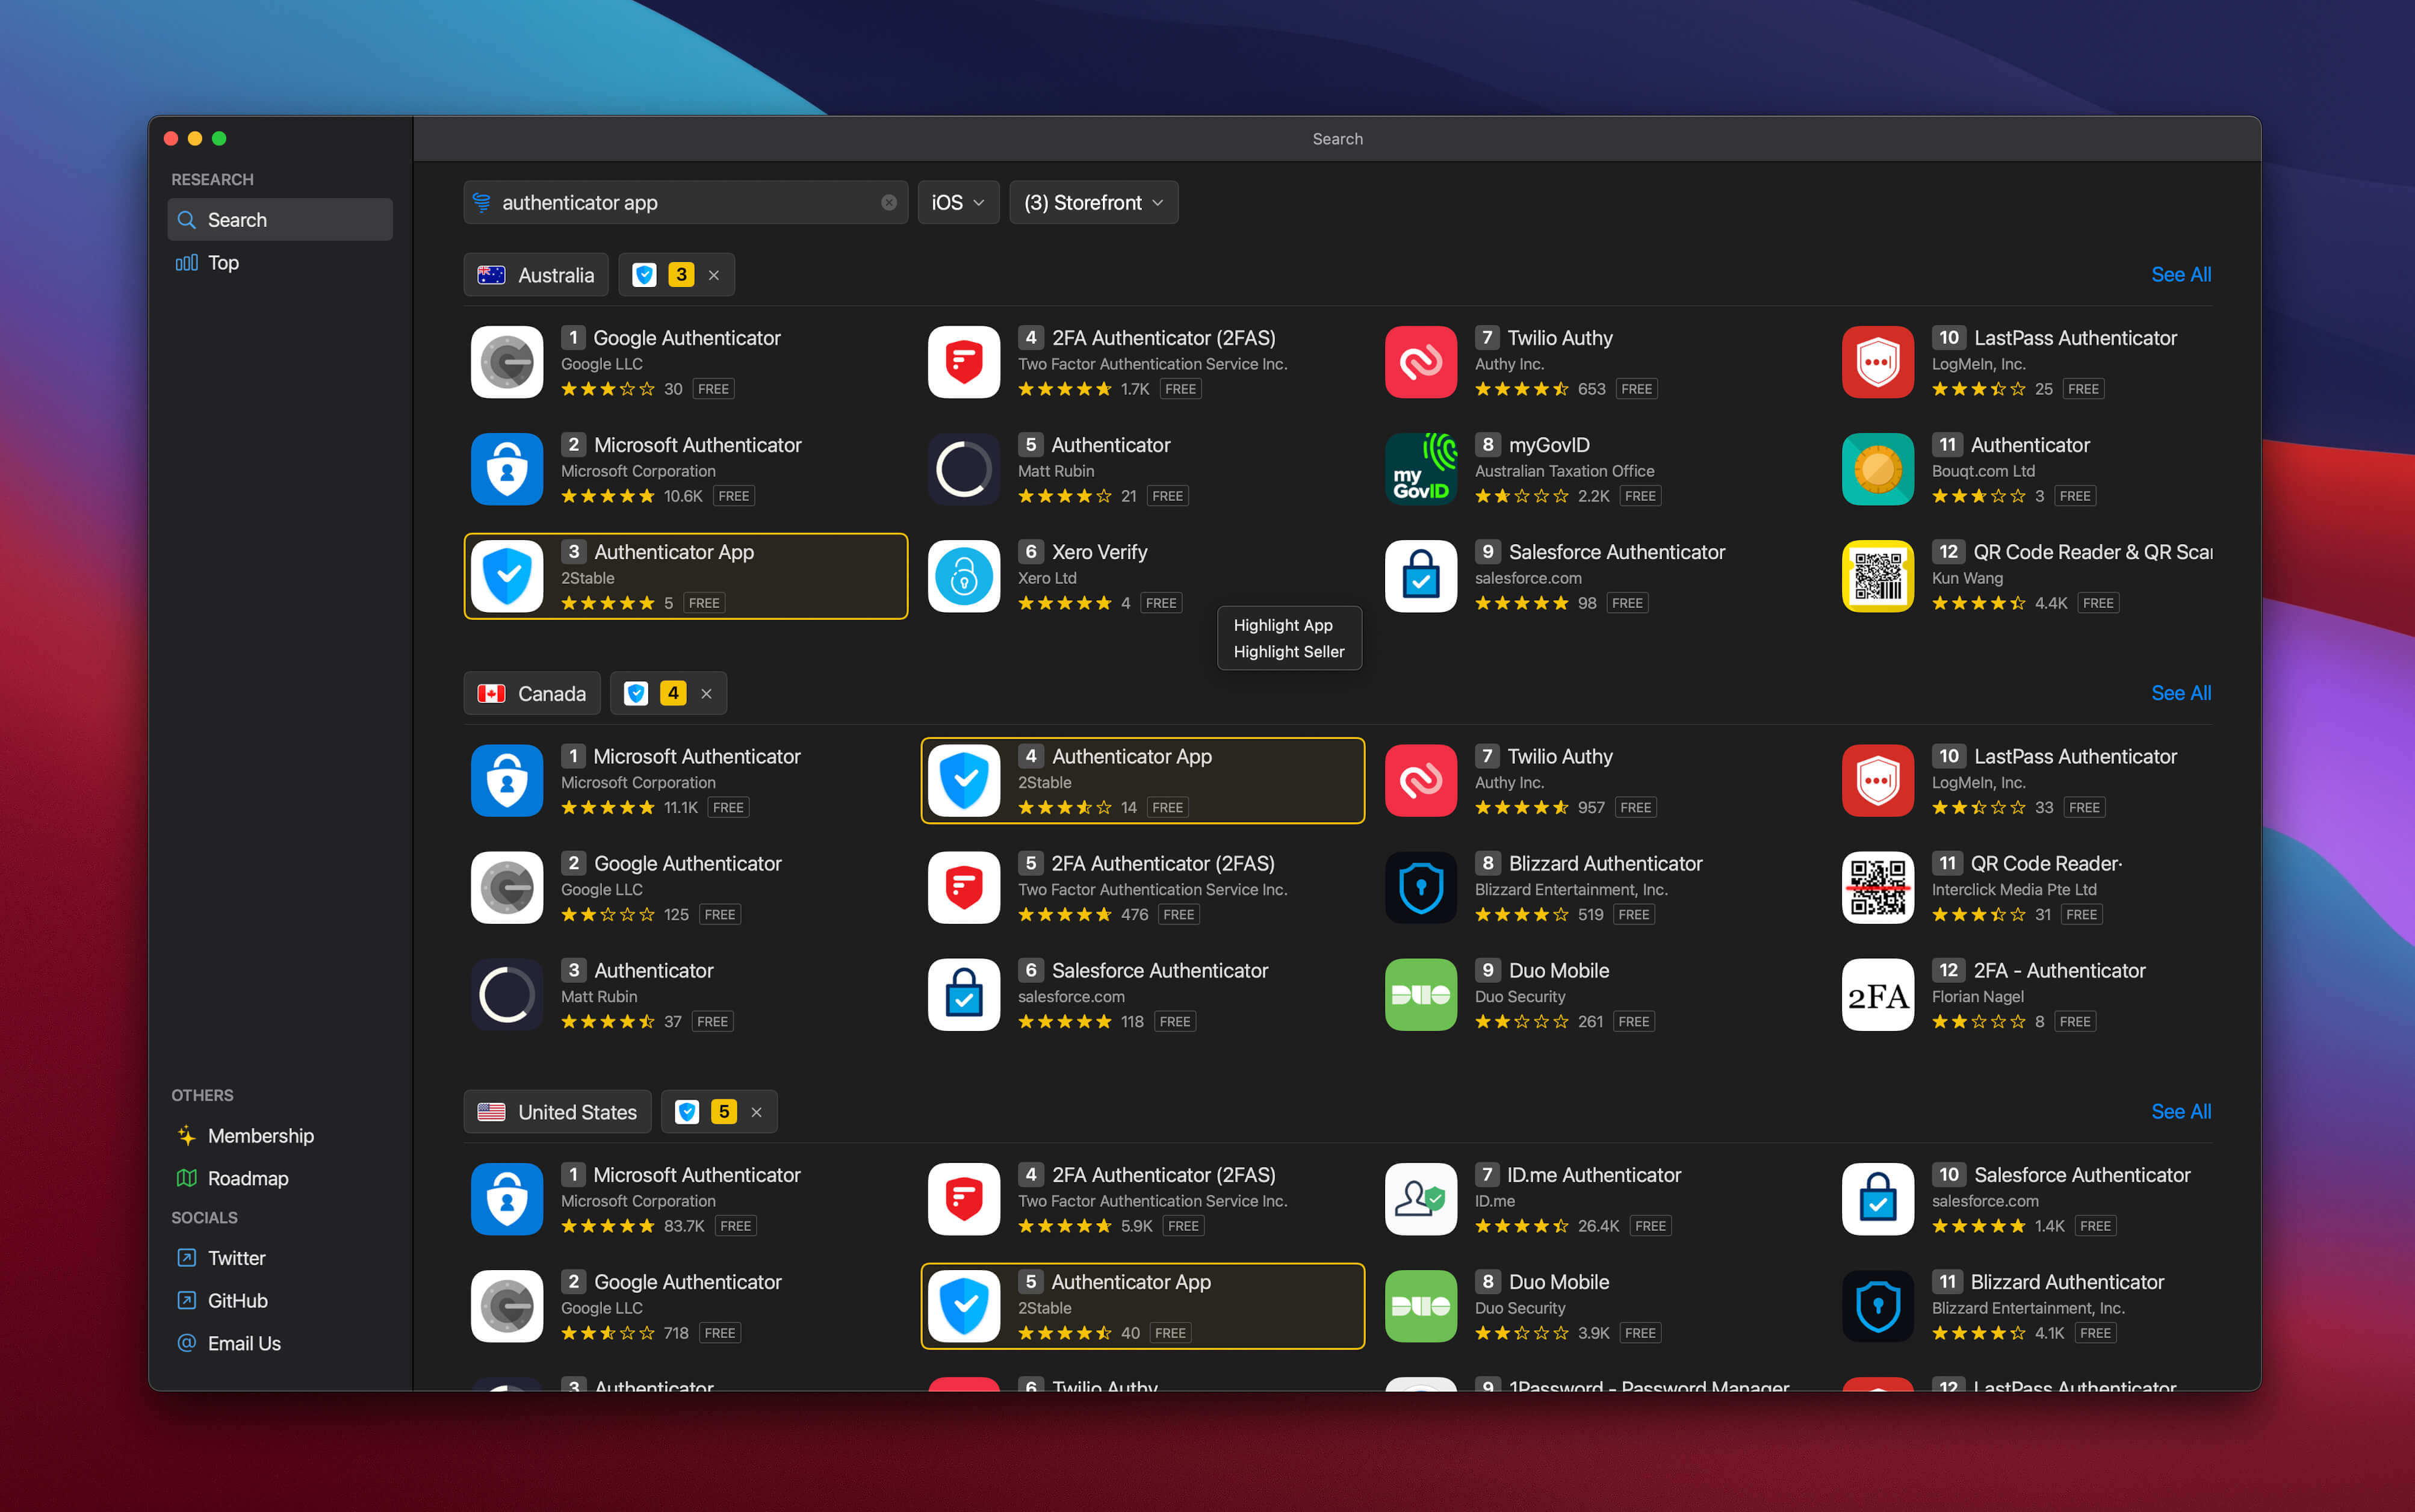 Search
RESEARCH
Search
Top
OTHERS
Membership
Roadmap
SOCIALS
Twitter
GitHub
Email Us
authenticator app
iOS
(3) Storefront
Australia
3
See All
1 Google Authenticator
Google LLC
30 FREE
2 Microsoft Authenticator
Microsoft Corporation
10.6K FREE
3 Authenticator App
2Stable
5 FREE
4 2FA Authenticator (2FAS)
Two Factor Authentication Service Inc.
1.7K FREE
5 Authenticator
Matt Rubin
21 FREE
6 Xero Verify
Xero Ltd
4 FREE
7 Twilio Authy
Authy Inc.
653 FREE
my
GovID
8 myGovID
Australian Taxation Office
2.2K FREE
9 Salesforce Authenticator
salesforce.com
98 FREE
10 LastPass Authenticator
LogMeIn, Inc.
25 FREE
11 Authenticator
Bouqt.com Ltd
3 FREE
12 QR Code Reader & QR Scan
Kun Wang
4.4K FREE
Highlight App
Highlight Seller
Canada
4
See All
1 Microsoft Authenticator
Microsoft Corporation
11.1K FREE
2 Google Authenticator
Google LLC
125 FREE
3 Authenticator
Matt Rubin
37 FREE
4 Authenticator App
2Stable
14 FREE
5 2FA Authenticator (2FAS)
Two Factor Authentication Service Inc.
476 FREE
6 Salesforce Authenticator
salesforce.com
118 FREE
7 Twilio Authy
Authy Inc.
957 FREE
8 Blizzard Authenticator
Blizzard Entertainment, Inc.
519 FREE
DUO
9 Duo Mobile
Duo Security
261 FREE
10 LastPass Authenticator
LogMeIn, Inc.
33 FREE
11 QR Code Reader·
Interclick Media Pte Ltd
31 FREE
2FA
12 2FA - Authenticator
Florian Nagel
8 FREE
United States
5
See All
1 Microsoft Authenticator
Microsoft Corporation
83.7K FREE
2 Google Authenticator
Google LLC
718 FREE
3 Authenticator
4 2FA Authenticator (2FAS)
Two Factor Authentication Service Inc.
5.9K FREE
5 Authenticator App
2Stable
40 FREE
6 Twilio Authy
7 ID.me Authenticator
ID.me
26.4K FREE
DUO
8 Duo Mobile
Duo Security
3.9K FREE
9 1Password - Password Manager
10 Salesforce Authenticator
salesforce.com
1.4K FREE
11 Blizzard Authenticator
Blizzard Entertainment, Inc.
4.1K FREE
12 LastPass Authenticator